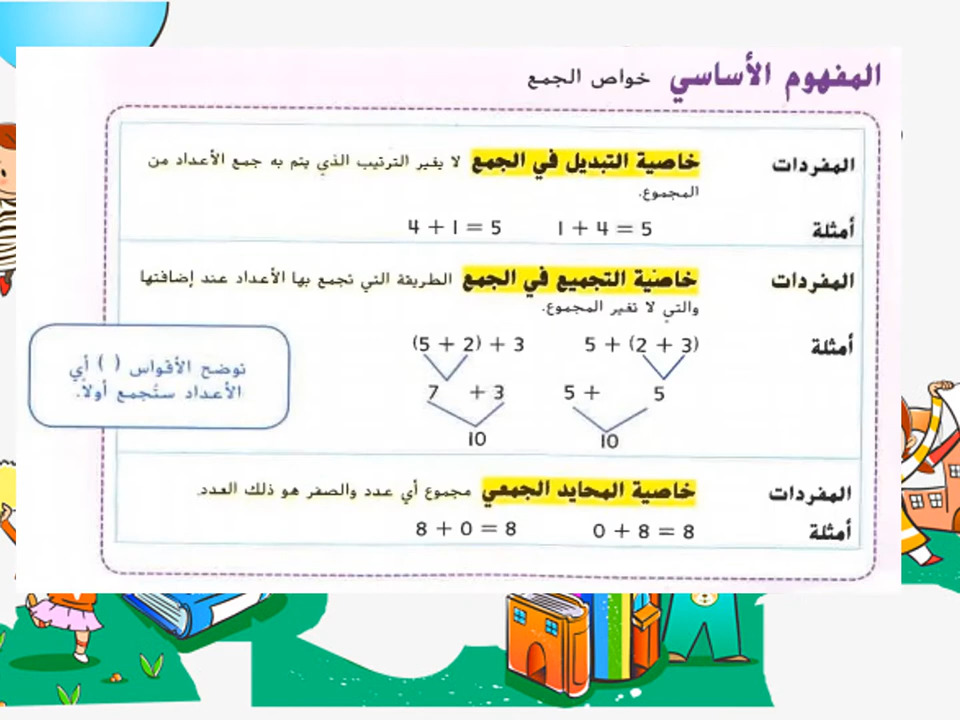 المفهوم الأساسي خواص الجمع
المفردات خاصية التبديل في الجمع لا يغير الترتيب الذي يتم به جمع الأعداد من
المجموع.
أمثلة 1 + 4 = 5 4 + 1 = 5
المفردات خاصية التجميع في الجمع الطريقة التي تجمع بها الأعداد عند إضافتها
والتي لا تغير المجموع.
أمثلة 5 + (2 + 3) (5 + 2) + 3
5 + 5 7 + 3
10 10
توضح الأقواس ( ) أي
الأعداد ستُجمع أولاً.
المفردات خاصية المحايد الجمعي مجموع أي عدد والصفر هو ذلك العدد.
أمثلة 0 + 8 = 8 8 + 0 = 8